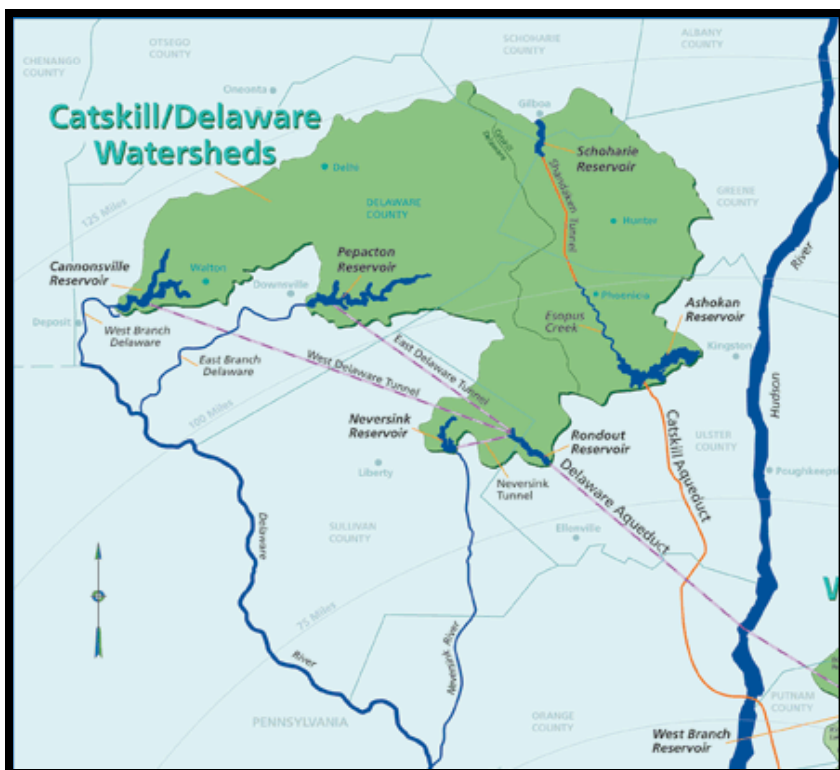 OTSEGO
COUNTY
SCHOHARIE
COUNTY
ALBANY
COUNTY
CHENANGO
COUNTY
Oneonta
Gilboa
Catskill/Delaware
Watersheds
Catskill
Delaware
Schoharie
Reservoir
Delhi
Shandaken Tunnel
GREENE
COUNTY
125 Miles
DELAWARE
COUNTY
Hunter
River
Pepacton
Reservoir
Cannonsville
Reservoir
Walton
Downsville
Phoenicia
Ashokan
Reservoir
Esopus
Creek
Deposit
West Branch
Delaware
Kingston
East Branch
Delaware
East Delaware Tunnel
West Delaware Tunnel
100 Miles
Hudson
Neversink
Reservoir
Rondout
Reservoir
Catskill Aqueduct
ULSTER
COUNTY
Liberty
Neversink
Tunnel
Delaware Aqueduct
Poughkeeps
Delaware
SULLIVAN
COUNTY
Ellenville
W
75 Miles
Neversink River
River
PENNSYLVANIA
ORANGE
COUNTY
PUTNAM
COUNTY
West Branch
Reservoir